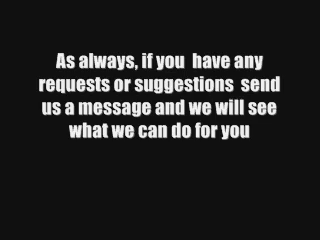 As always, if you  have any
requests or suggestions  send
us a message and we will see
what we can do for you